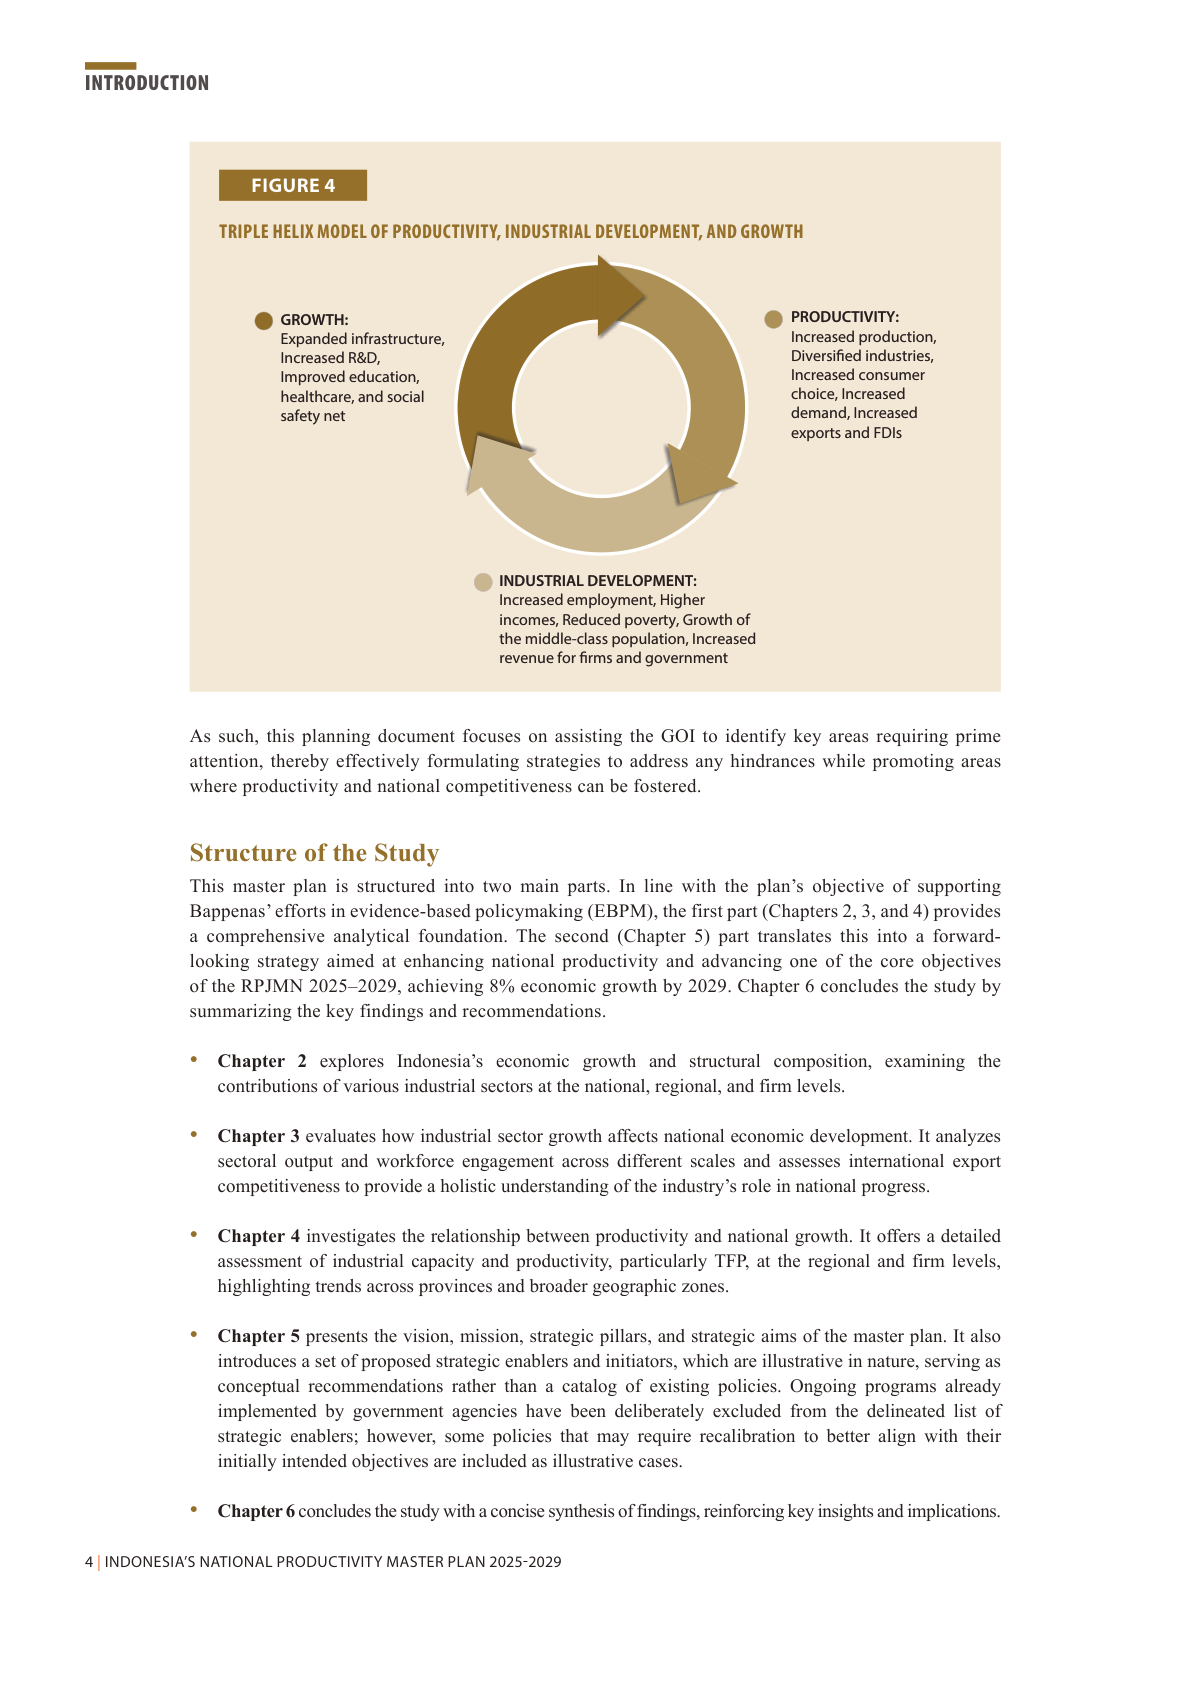 INTRODUCTION
FIGURE 4
TRIPLE HELIX MODEL OF PRODUCTIVITY, INDUSTRIAL DEVELOPMENT, AND GROWTH
GROWTH:
Expanded infrastructure,
Increased R&D,
Improved education,
healthcare, and social
safety net
PRODUCTIVITY:
Increased production,
Diversified industries,
Increased consumer
choice, Increased
demand, Increased
exports and FDIs
INDUSTRIAL DEVELOPMENT:
Increased employment, Higher
incomes, Reduced poverty, Growth of
the middle-class population, Increased
revenue for firms and government
As such, this planning document focuses on assisting the GOI to identify key areas requiring prime
attention, thereby effectively formulating strategies to address any hindrances while promoting areas
where productivity and national competitiveness can be fostered.
Structure of the Study
This master plan is structured into two main parts. In line with the plan’s objective of supporting
Bappenas’ efforts in evidence-based policymaking (EBPM), the first part (Chapters 2, 3, and 4) provides
a comprehensive analytical foundation. The second (Chapter 5) part translates this into a forward-
looking strategy aimed at enhancing national productivity and advancing one of the core objectives
of the RPJMN 2025–2029, achieving 8% economic growth by 2029. Chapter 6 concludes the study by
summarizing the key findings and recommendations.
• Chapter 2 explores Indonesia’s economic growth and structural composition, examining the
contributions of various industrial sectors at the national, regional, and firm levels.
• Chapter 3 evaluates how industrial sector growth affects national economic development. It analyzes
sectoral output and workforce engagement across different scales and assesses international export
competitiveness to provide a holistic understanding of the industry’s role in national progress.
• Chapter 4 investigates the relationship between productivity and national growth. It offers a detailed
assessment of industrial capacity and productivity, particularly TFP, at the regional and firm levels,
highlighting trends across provinces and broader geographic zones.
• Chapter 5 presents the vision, mission, strategic pillars, and strategic aims of the master plan. It also
introduces a set of proposed strategic enablers and initiators, which are illustrative in nature, serving as
conceptual recommendations rather than a catalog of existing policies. Ongoing programs already
implemented by government agencies have been deliberately excluded from the delineated list of
strategic enablers; however, some policies that may require recalibration to better align with their
initially intended objectives are included as illustrative cases.
• Chapter 6 concludes the study with a concise synthesis of findings, reinforcing key insights and implications.
4 | INDONESIA’S NATIONAL PRODUCTIVITY MASTER PLAN 2025-2029